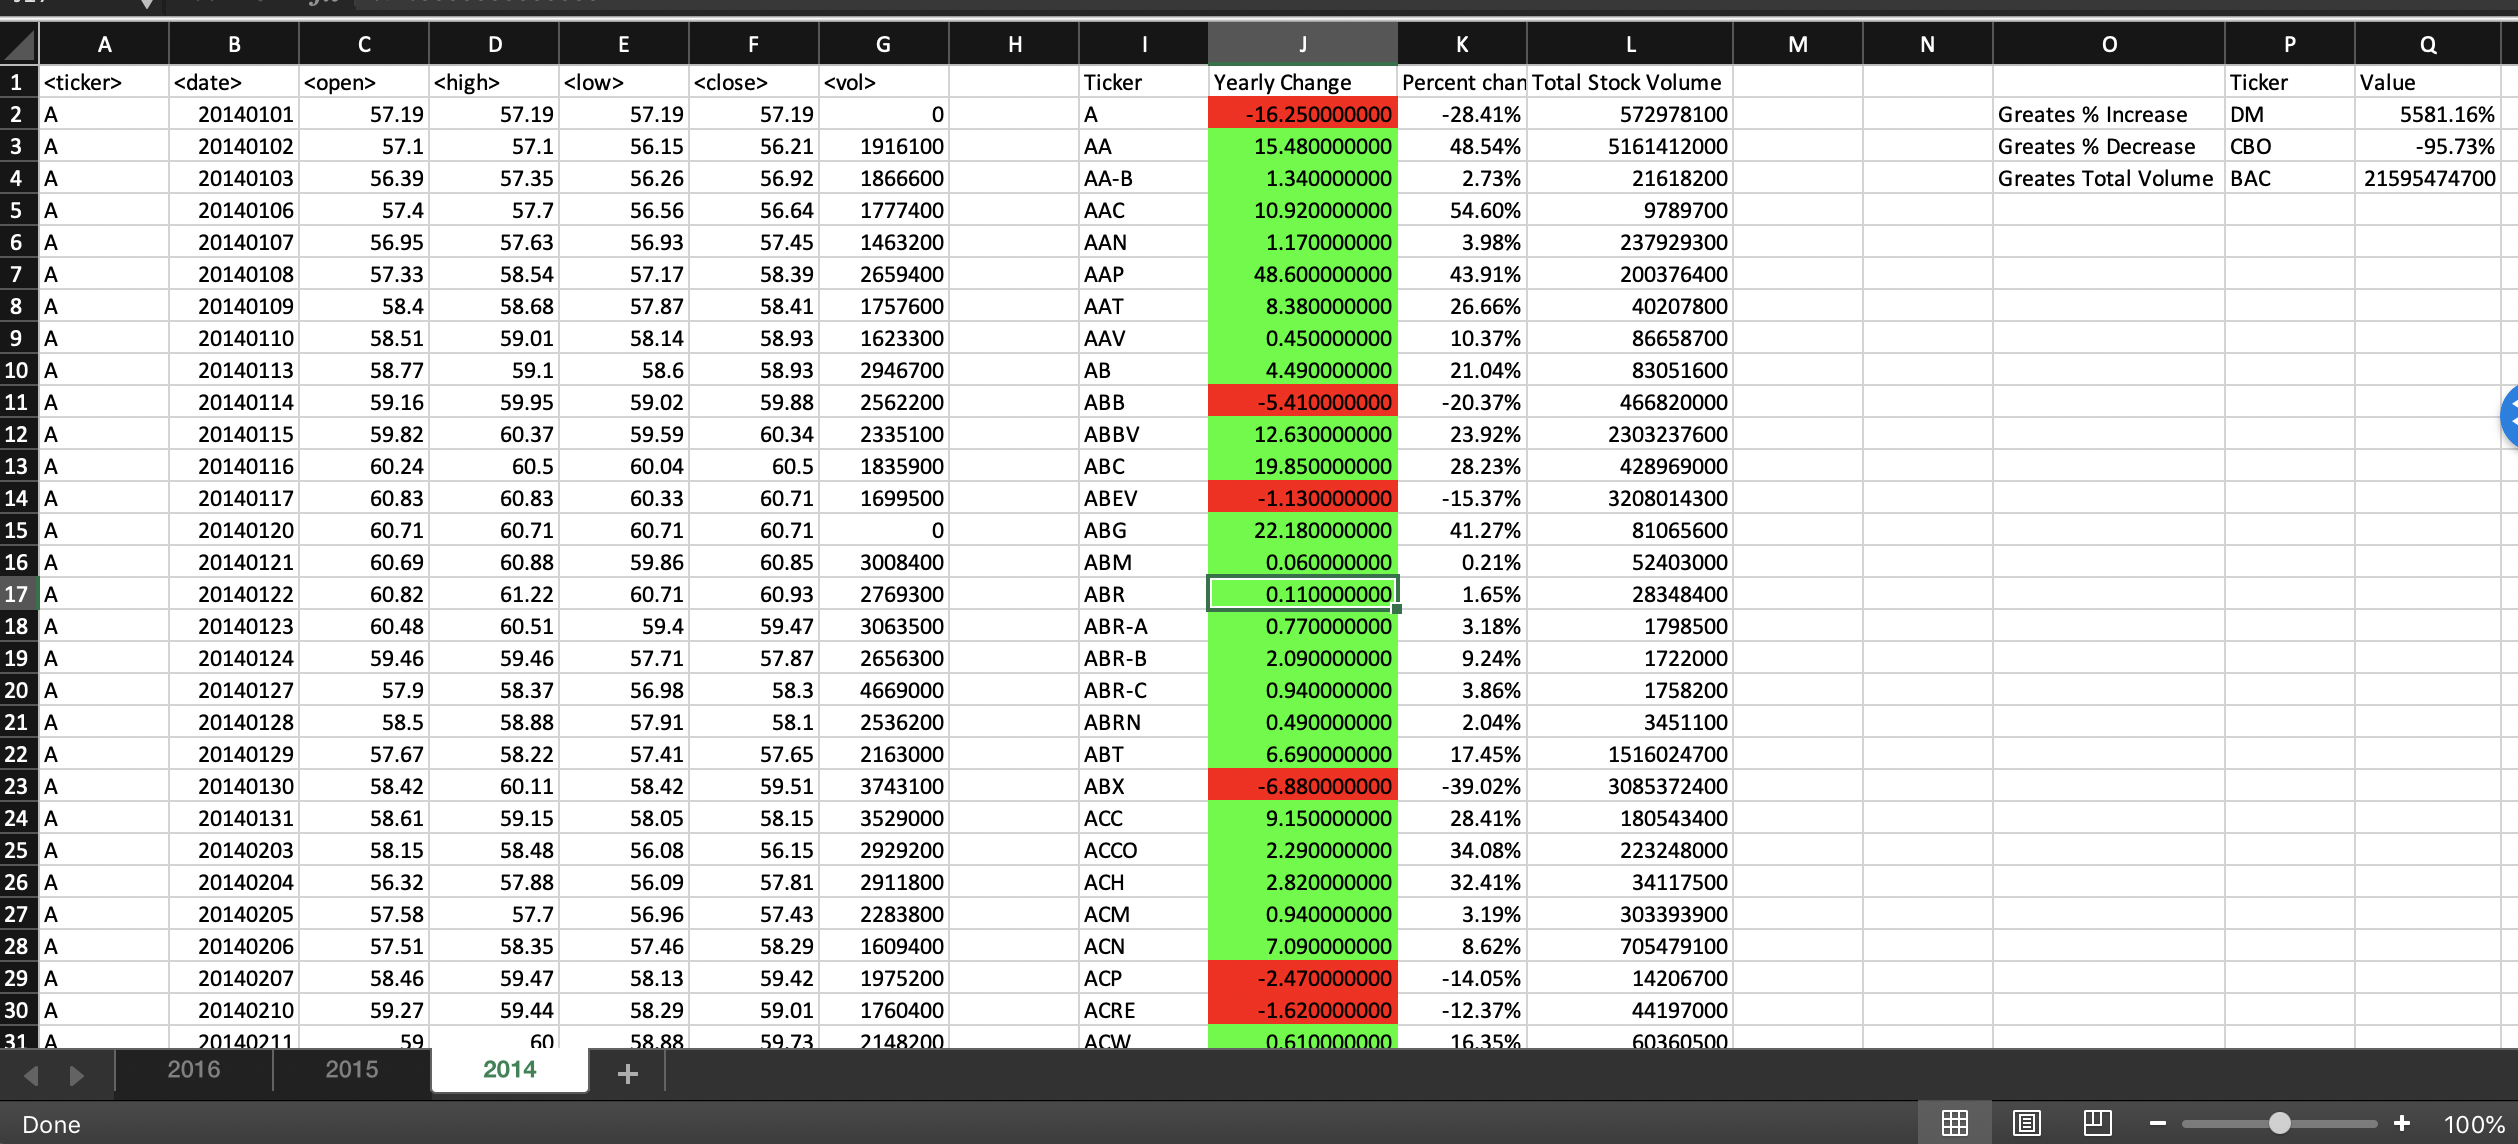 A B C D E F G H I J K L M N O P Q
1 <ticker> <date> <open> <high> <low> <close> <vol> Ticker Yearly Change Percent chan Total Stock Volume Ticker Value
2 A 20140101 57.19 57.19 57.19 57.19 0 A -16.250000000 -28.41% 572978100 Greates % Increase DM 5581.16%
3 A 20140102 57.1 57.1 56.15 56.21 1916100 AA 15.480000000 48.54% 5161412000 Greates % Decrease CBO -95.73%
4 A 20140103 56.39 57.35 56.26 56.92 1866600 AA-B 1.340000000 2.73% 21618200 Greates Total Volume BAC 21595474700
5 A 20140106 57.4 57.7 56.56 56.64 1777400 AAC 10.920000000 54.60% 9789700
6 A 20140107 56.95 57.63 56.93 57.45 1463200 AAN 1.170000000 3.98% 237929300
7 A 20140108 57.33 58.54 57.17 58.39 2659400 AAP 48.600000000 43.91% 200376400
8 A 20140109 58.4 58.68 57.87 58.41 1757600 AAT 8.380000000 26.66% 40207800
9 A 20140110 58.51 59.01 58.14 58.93 1623300 AAV 0.450000000 10.37% 86658700
10 A 20140113 58.77 59.1 58.6 58.93 2946700 AB 4.490000000 21.04% 83051600
11 A 20140114 59.16 59.95 59.02 59.88 2562200 ABB -5.410000000 -20.37% 466820000
12 A 20140115 59.82 60.37 59.59 60.34 2335100 ABBV 12.630000000 23.92% 2303237600
13 A 20140116 60.24 60.5 60.04 60.5 1835900 ABC 19.850000000 28.23% 428969000
14 A 20140117 60.83 60.83 60.33 60.71 1699500 ABEV -1.130000000 -15.37% 3208014300
15 A 20140120 60.71 60.71 60.71 60.71 0 ABG 22.180000000 41.27% 81065600
16 A 20140121 60.69 60.88 59.86 60.85 3008400 ABM 0.060000000 0.21% 52403000
17 A 20140122 60.82 61.22 60.71 60.93 2769300 ABR 0.110000000 1.65% 28348400
18 A 20140123 60.48 60.51 59.4 59.47 3063500 ABR-A 0.770000000 3.18% 1798500
19 A 20140124 59.46 59.46 57.71 57.87 2656300 ABR-B 2.090000000 9.24% 1722000
20 A 20140127 57.9 58.37 56.98 58.3 4669000 ABR-C 0.940000000 3.86% 1758200
21 A 20140128 58.5 58.88 57.91 58.1 2536200 ABRN 0.490000000 2.04% 3451100
22 A 20140129 57.67 58.22 57.41 57.65 2163000 ABT 6.690000000 17.45% 1516024700
23 A 20140130 58.42 60.11 58.42 59.51 3743100 ABX -6.880000000 -39.02% 3085372400
24 A 20140131 58.61 59.15 58.05 58.15 3529000 ACC 9.150000000 28.41% 180543400
25 A 20140203 58.15 58.48 56.08 56.15 2929200 ACCO 2.290000000 34.08% 223248000
26 A 20140204 56.32 57.88 56.09 57.81 2911800 ACH 2.820000000 32.41% 34117500
27 A 20140205 57.58 57.7 56.96 57.43 2283800 ACM 0.940000000 3.19% 303393900
28 A 20140206 57.51 58.35 57.46 58.29 1609400 ACN 7.090000000 8.62% 705479100
29 A 20140207 58.46 59.47 58.13 59.42 1975200 ACP -2.470000000 -14.05% 14206700
30 A 20140210 59.27 59.44 58.29 59.01 1760400 ACRE -1.620000000 -12.37% 44197000
31 A 20140211 59 60 58.88 59.73 2148200 ACW 0.610000000 16.35% 60360500
2016 2015 2014 +
Done 100%